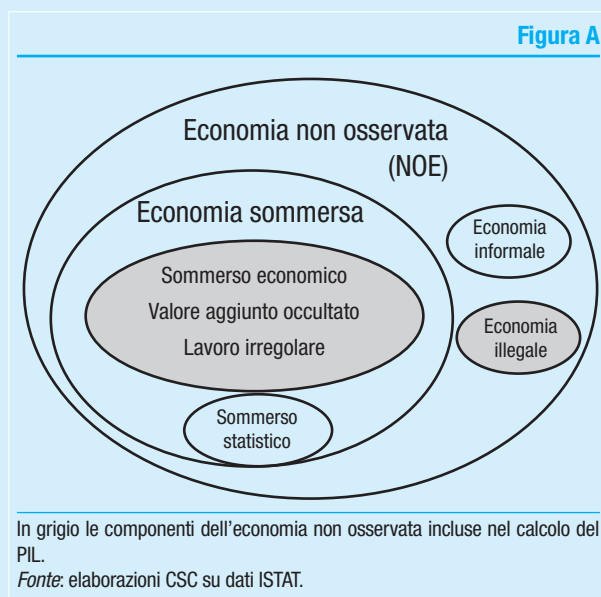 Figura A
Economia non osservata
(NOE)
Economia sommersa
Economia
informale
Sommerso economico
Valore aggiunto occultato
Lavoro irregolare
Economia
illegale
Sommerso
statistico
In grigio le componenti dell'economia non osservata incluse nel calcolo del
PIL.
Fonte: elaborazioni CSC su dati ISTAT.